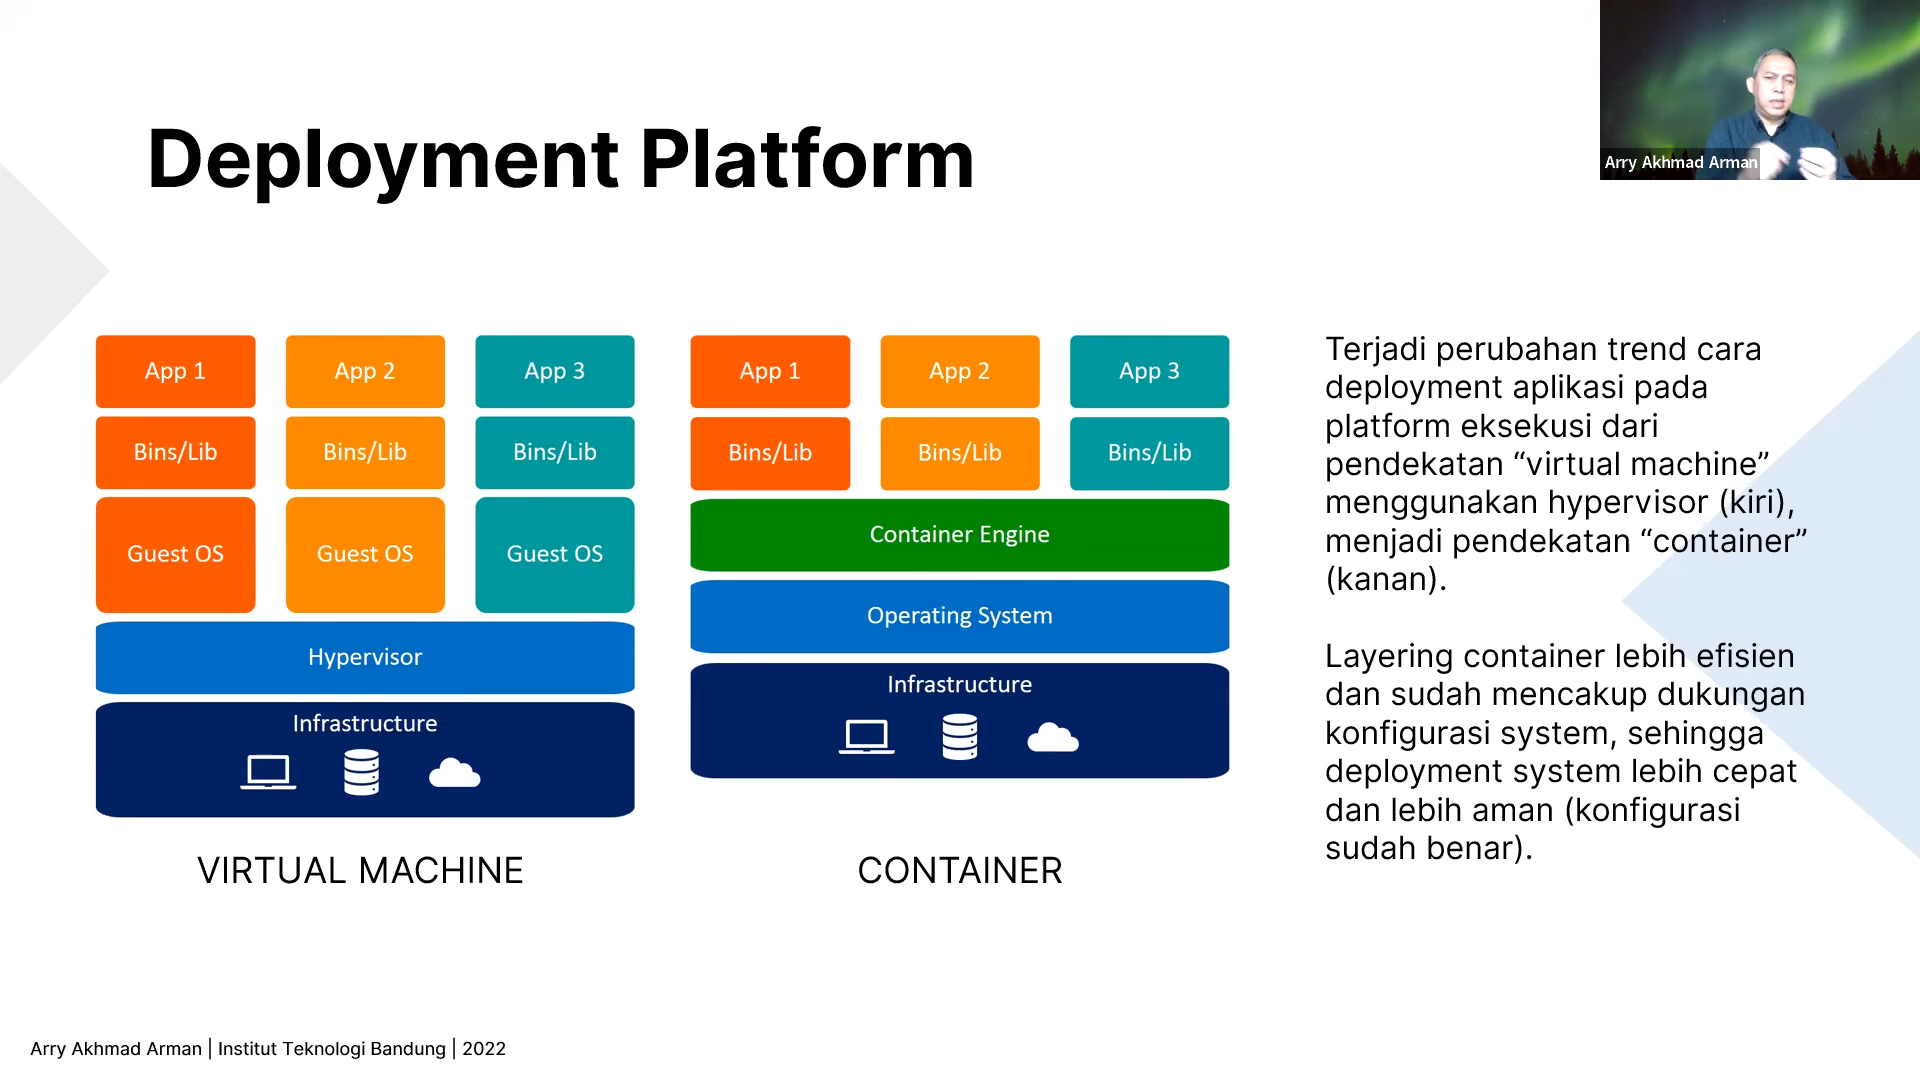 Arry Akhmad Arman
Deployment Platform
App 1
App 2
App 3
Bins/Lib
Bins/Lib
Bins/Lib
Guest OS
Guest OS
Guest OS
Hypervisor
Infrastructure
VIRTUAL MACHINE
App 1
App 2
App 3
Bins/Lib
Bins/Lib
Bins/Lib
Container Engine
Operating System
Infrastructure
CONTAINER
Terjadi perubahan trend cara
deployment aplikasi pada
platform eksekusi dari
pendekatan “virtual machine”
menggunakan hypervisor (kiri),
menjadi pendekatan “container”
(kanan).
Layering container lebih efisien
dan sudah mencakup dukungan
konfigurasi system, sehingga
deployment system lebih cepat
dan lebih aman (konfigurasi
sudah benar).
Arry Akhmad Arman | Institut Teknologi Bandung | 2022